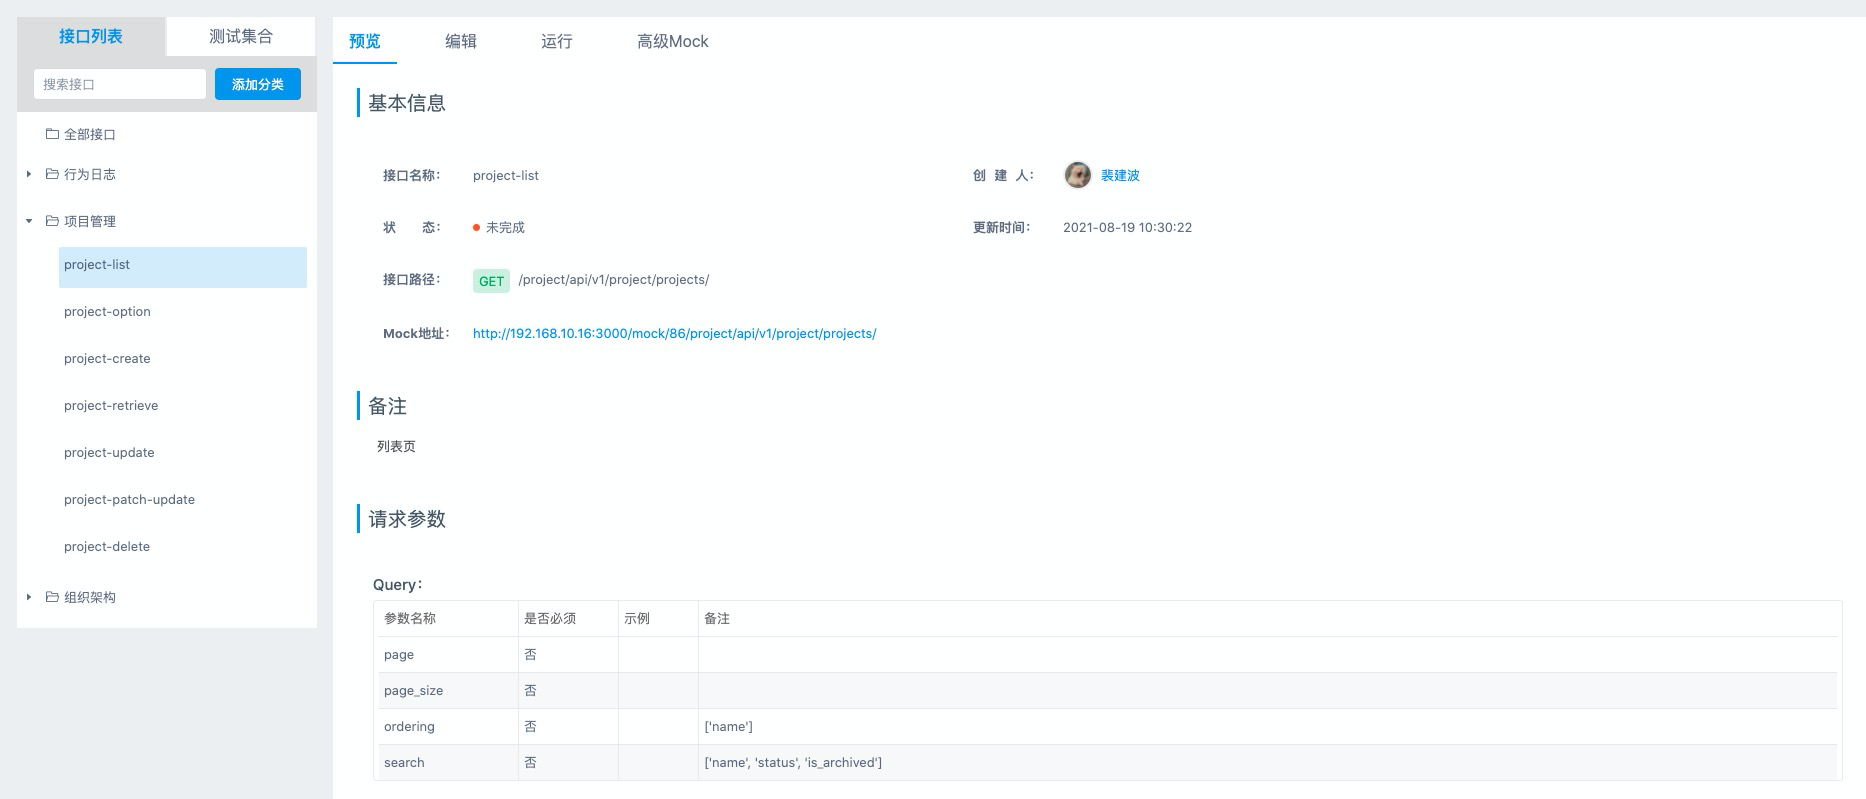 接口列表 测试集合
搜索接口 添加分类
全部接口
行为日志
项目管理
project-list
project-option
project-create
project-retrieve
project-update
project-patch-update
project-delete
组织架构
预览 编辑 运行 高级Mock
基本信息
接口名称： project-list 创 建 人： 裴建波
状 态： 未完成 更新时间： 2021-08-19 10:30:22
接口路径： GET /project/api/v1/project/projects/
Mock地址： http://192.168.10.16:3000/mock/86/project/api/v1/project/projects/
备注
列表页
请求参数
Query：
参数名称 是否必须 示例 备注
page 否
page_size 否
ordering 否 ['name']
search 否 ['name', 'status', 'is_archived']